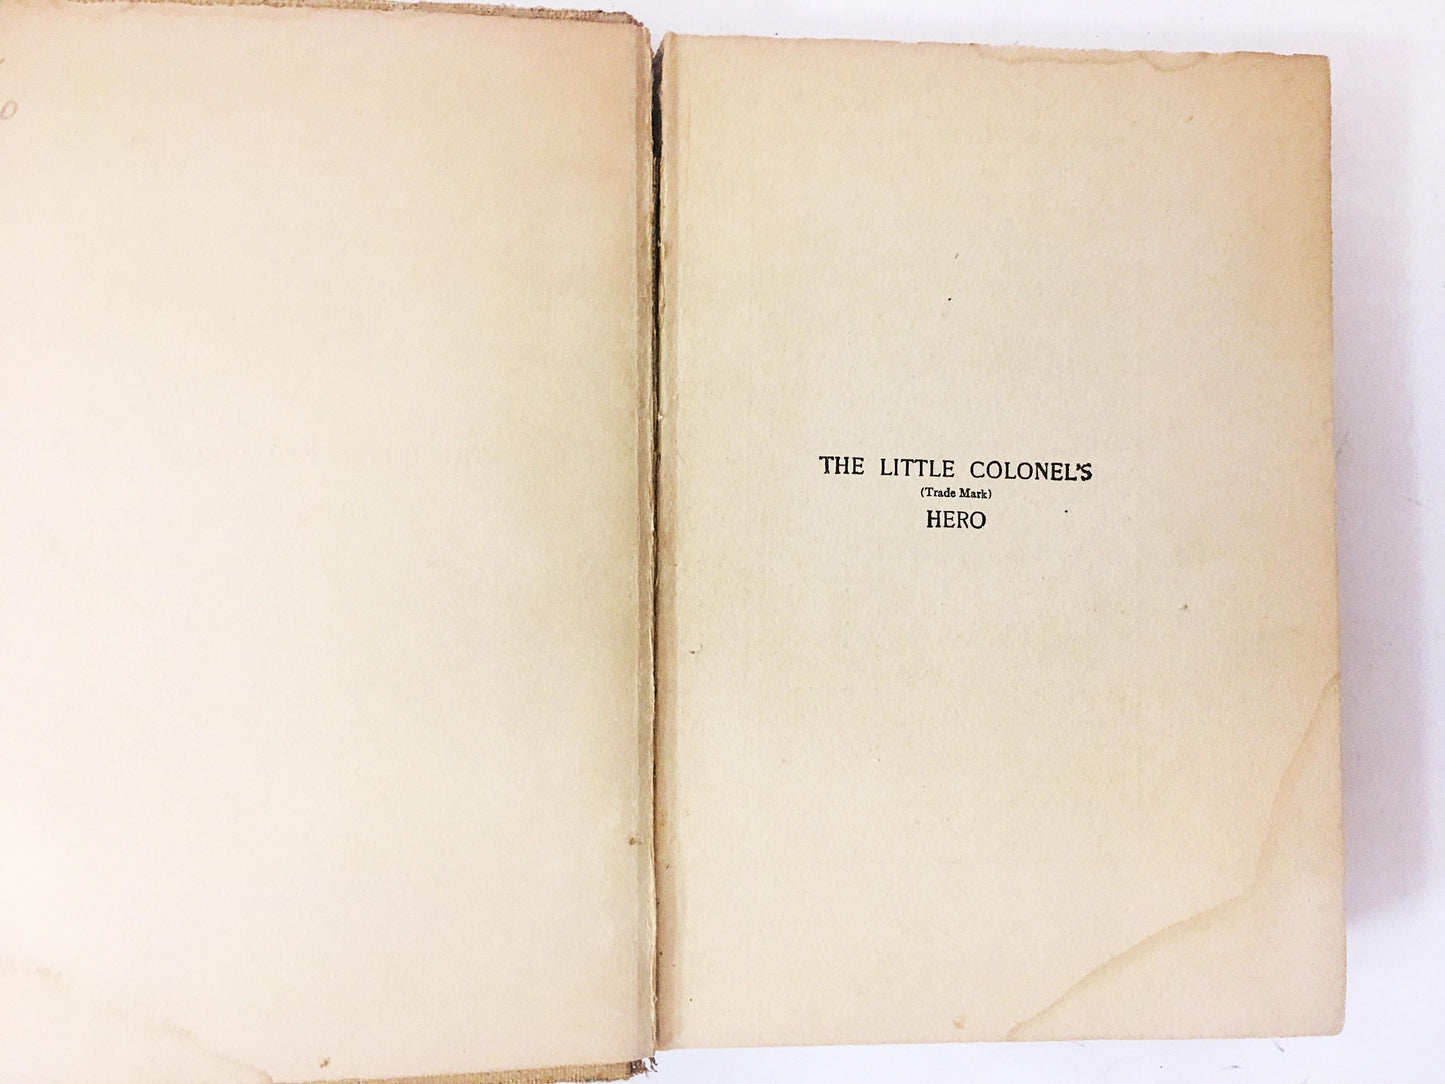 THE LITTLE COLONEL'S
(Trade Mark)
HERO